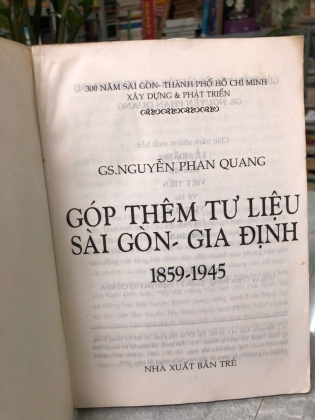 300 NĂM SÀI GÒN- THÀNH PHỐ HỒ CHÍ MINH
XÂY DỰNG & PHÁT TRIỂN
GS.NGUYỄN PHAN QUANG
GÓP THÊM TƯ LIỆU
SÀI GÒN- GIA ĐỊNH
1859-1945
NHÀ XUẤT BẢN TRẺ